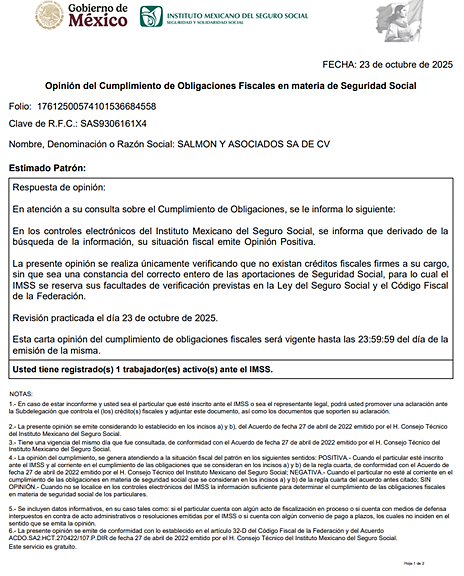 Gobierno de
México
INSTITUTO MEXICANO DEL SEGURO SOCIAL
SEGURIDAD Y SOLIDARIDAD SOCIAL
FECHA: 23 de octubre de 2025
Opinión del Cumplimiento de Obligaciones Fiscales en materia de Seguridad Social
Folio: 17612500574101536684558
Clave de R.F.C.: SAS9306161X4
Nombre, Denominación o Razón Social: SALMON Y ASOCIADOS SA DE CV
Estimado Patrón:
Respuesta de opinión:
En atención a su consulta sobre el Cumplimiento de Obligaciones, se le informa lo siguiente:
En los controles electrónicos del Instituto Mexicano del Seguro Social, se informa que derivado de la
búsqueda de la información, su situación fiscal emite Opinión Positiva.
La presente opinión se realiza únicamente verificando que no existan créditos fiscales firmes a su cargo,
sin que sea una constancia del correcto entero de las aportaciones de Seguridad Social, para lo cual el
IMSS se reserva sus facultades de verificación previstas en la Ley del Seguro Social y el Código Fiscal
de la Federación.
Revisión practicada el día 23 de octubre de 2025.
Esta carta opinión del cumplimiento de obligaciones fiscales será vigente hasta las 23:59:59 del día de la
emisión de la misma.
Usted tiene registrado(s) 1 trabajador(es) activo(s) ante el IMSS.
NOTAS:
1.- En caso de estar inconforme y usted sea el particular que esté inscrito ante el IMSS o sea el representante legal, podrá usted promover una aclaración ante
la Subdelegación que controla el (los) crédito(s) fiscales y adjuntar este documento, así como los documentos que soporten su aclaración.
2.- La presente opinión se emite considerando lo establecido en los incisos a) y b), del Acuerdo de fecha 27 de abril de 2022 emitido por el H. Consejo Técnico
del Instituto Mexicano del Seguro Social.
3.- Tiene una vigencia del mismo día que fue consultada, de conformidad con el Acuerdo de fecha 27 de abril de 2022 emitido por el H. Consejo Técnico del
Instituto Mexicano del Seguro Social.
4.- La opinión del cumplimiento, se genera atendiendo a la situación fiscal del patrón en los siguientes sentidos: POSITIVA.- Cuando el particular esté inscrito
ante el IMSS y al corriente en el cumplimiento de las obligaciones que se consideran en los incisos a) y b) de la regla cuarta, de conformidad con el Acuerdo
de fecha 27 de abril de 2022 emitido por el H. Consejo Técnico del Instituto Mexicano del Seguro Social; NEGATIVA.- Cuando el particular no esté al corriente en el
cumplimiento de las obligaciones en materia de seguridad social que se consideran en los incisos a) y b) de la regla cuarta del acuerdo antes citado; SIN
OPINIÓN.- Cuando no se localice en los controles electrónicos del IMSS la información suficiente para determinar el cumplimiento de las obligaciones fiscales
en materia de seguridad social de los particulares.
5.- Se incluyen datos informativos, en su caso tales como: si el particular cuenta con algún acto de fiscalización en proceso o si cuenta con medios de defensa
interpuestos en contra de acto administrativo o resoluciones emitidas por el IMSS o si cuenta con algún convenio de pago a plazos, los cuales no inciden en el
sentido que se emita la opinión.
6.- La presente opinión se emite de conformidad con lo establecido en el artículo 32-D del Código Fiscal de la Federación y del Acuerdo
ACDO.SA2.HCT.270422/107.P.DIR de fecha 27 de abril de 2022 emitido por el H. Consejo Técnico del Instituto Mexicano del Seguro Social.
Este servicio es gratuito.
Hoja 1 de 2